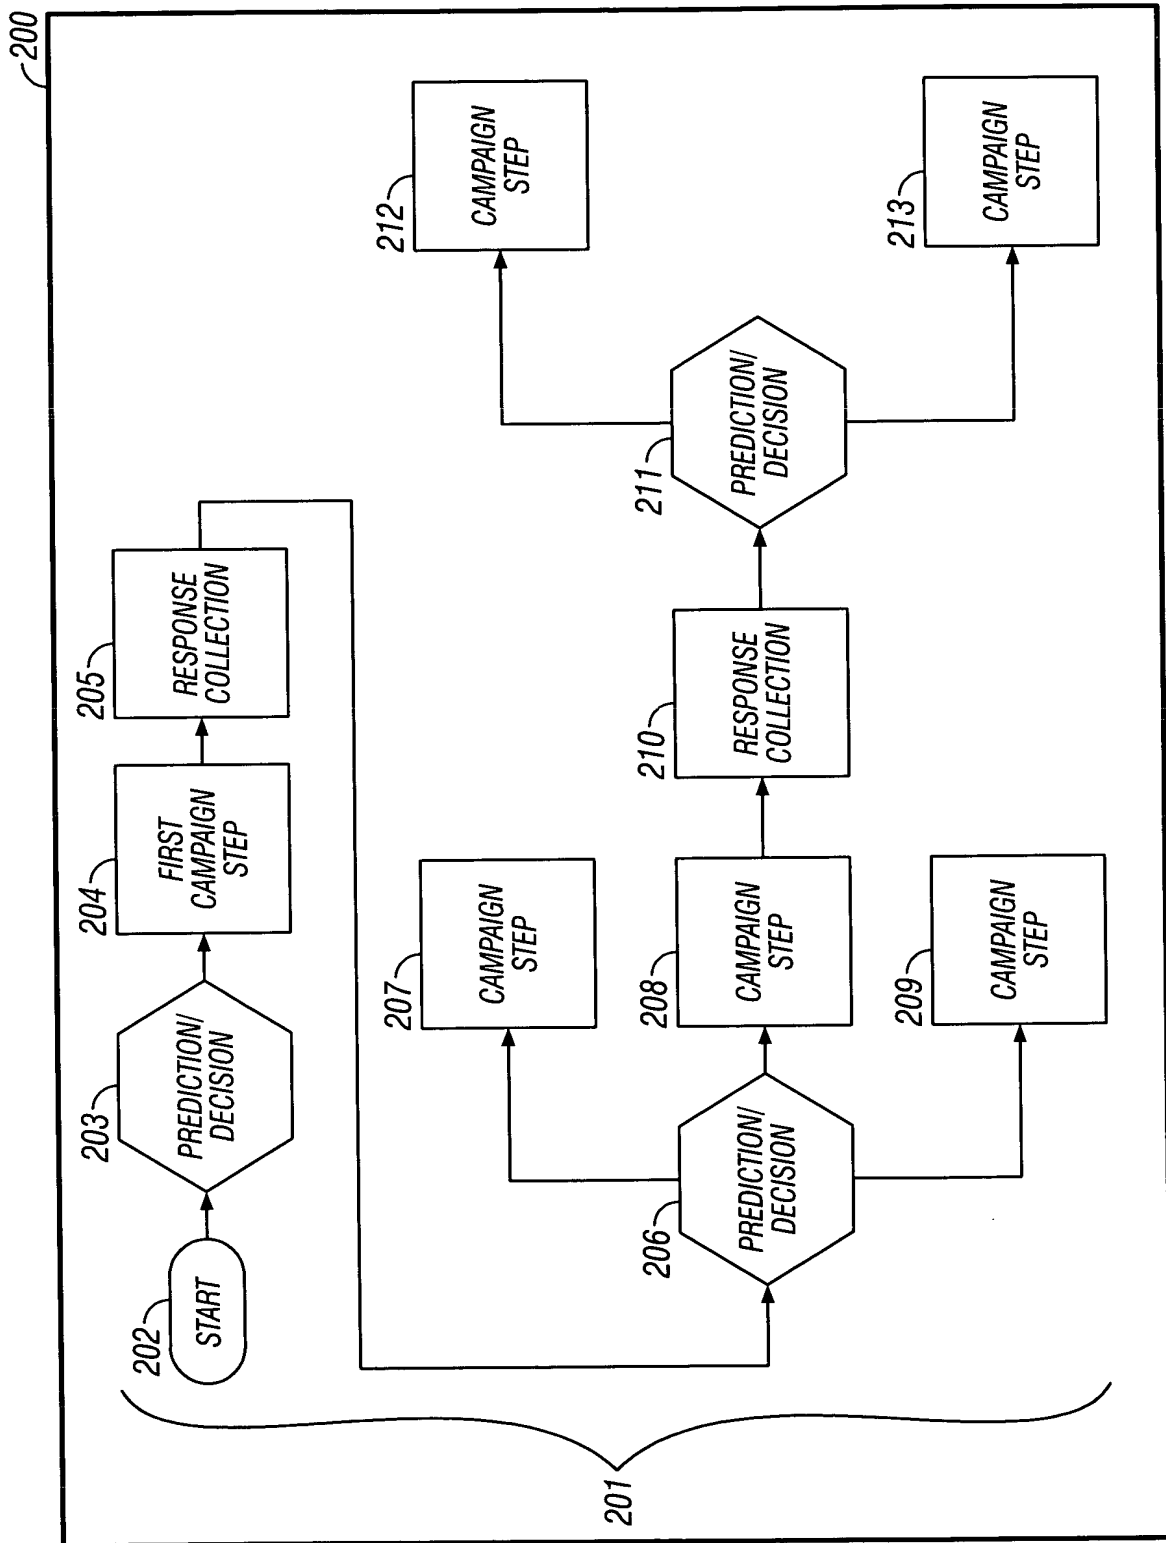 200
202
START
203
PREDICTION/
DECISION
204
FIRST
CAMPAIGN
STEP
205
RESPONSE
COLLECTION
201
206
PREDICTION/
DECISION
207
CAMPAIGN
STEP
208
CAMPAIGN
STEP
209
CAMPAIGN
STEP
210
RESPONSE
COLLECTION
211
PREDICTION/
DECISION
212
CAMPAIGN
STEP
213
CAMPAIGN
STEP